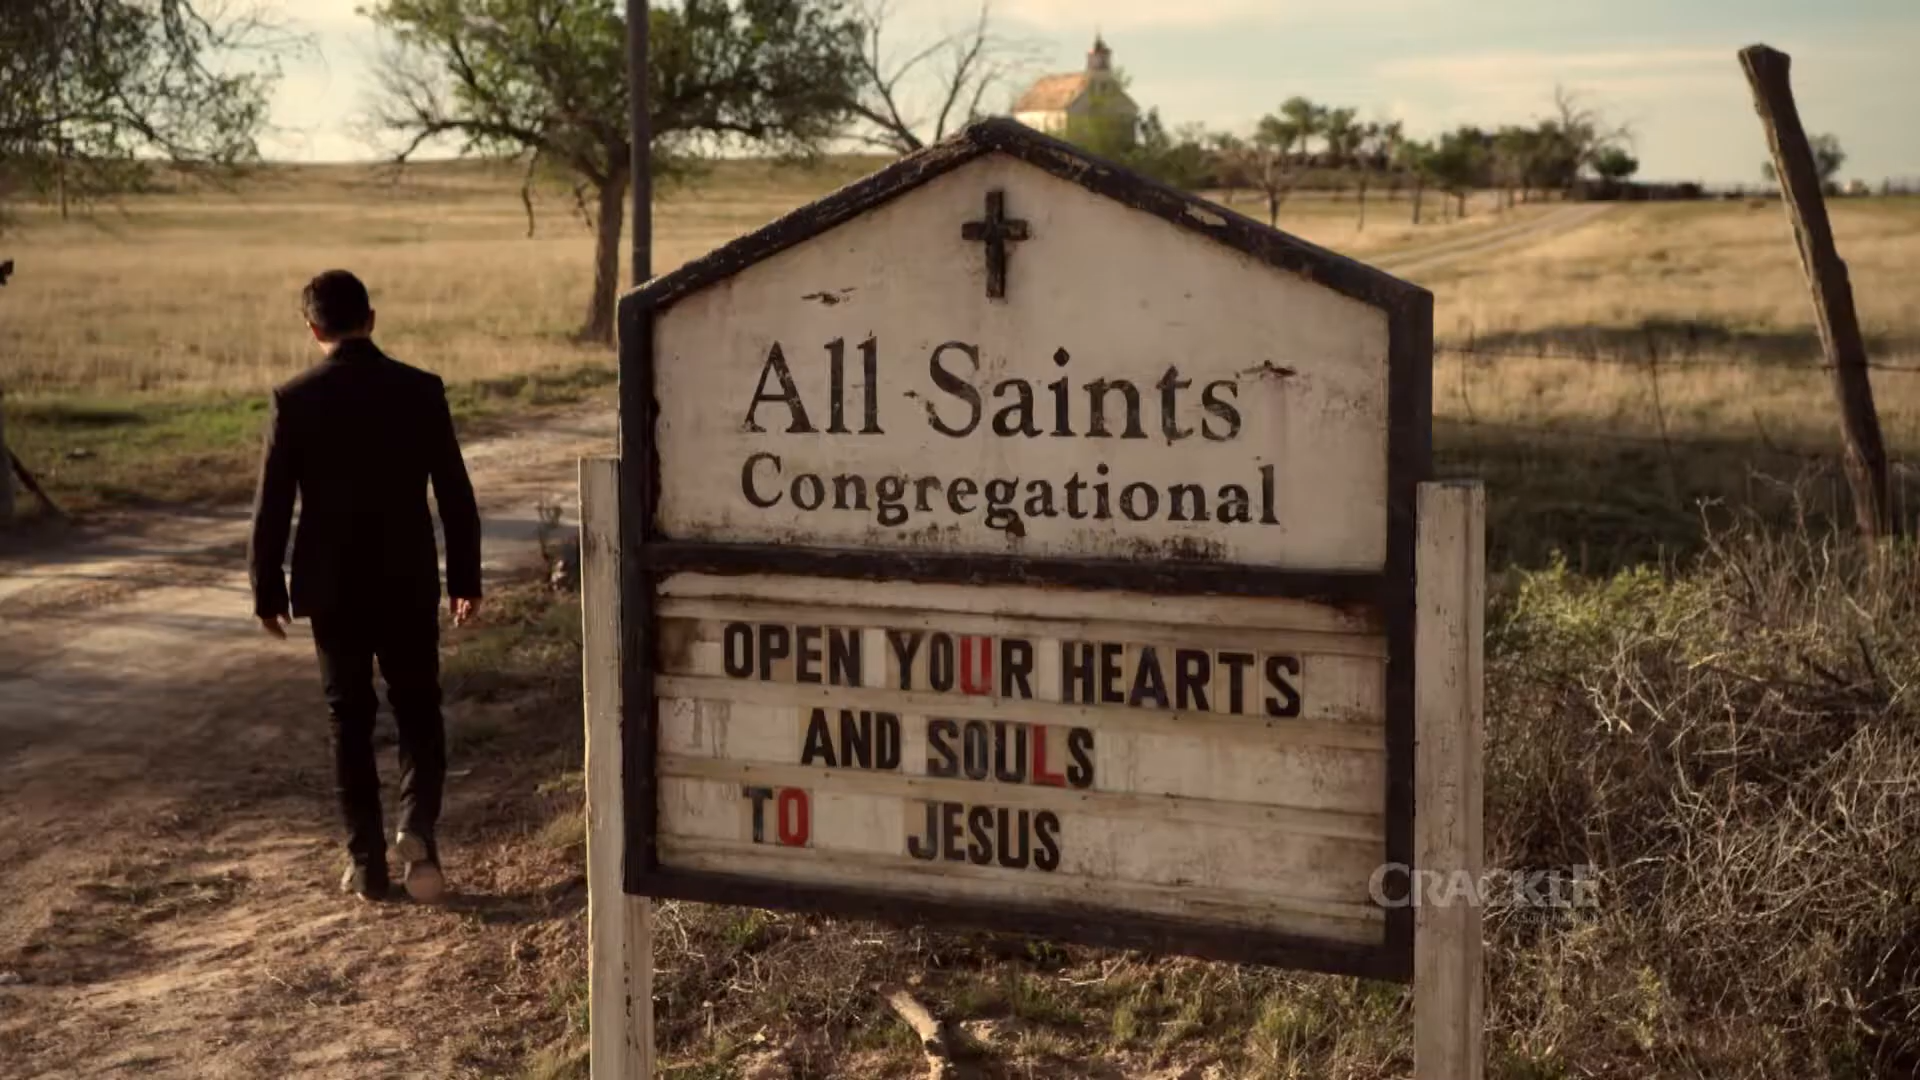 All Saints
Congregational
OPEN YOUR HEARTS
AND SOULS
TO JESUS
CRACKLE